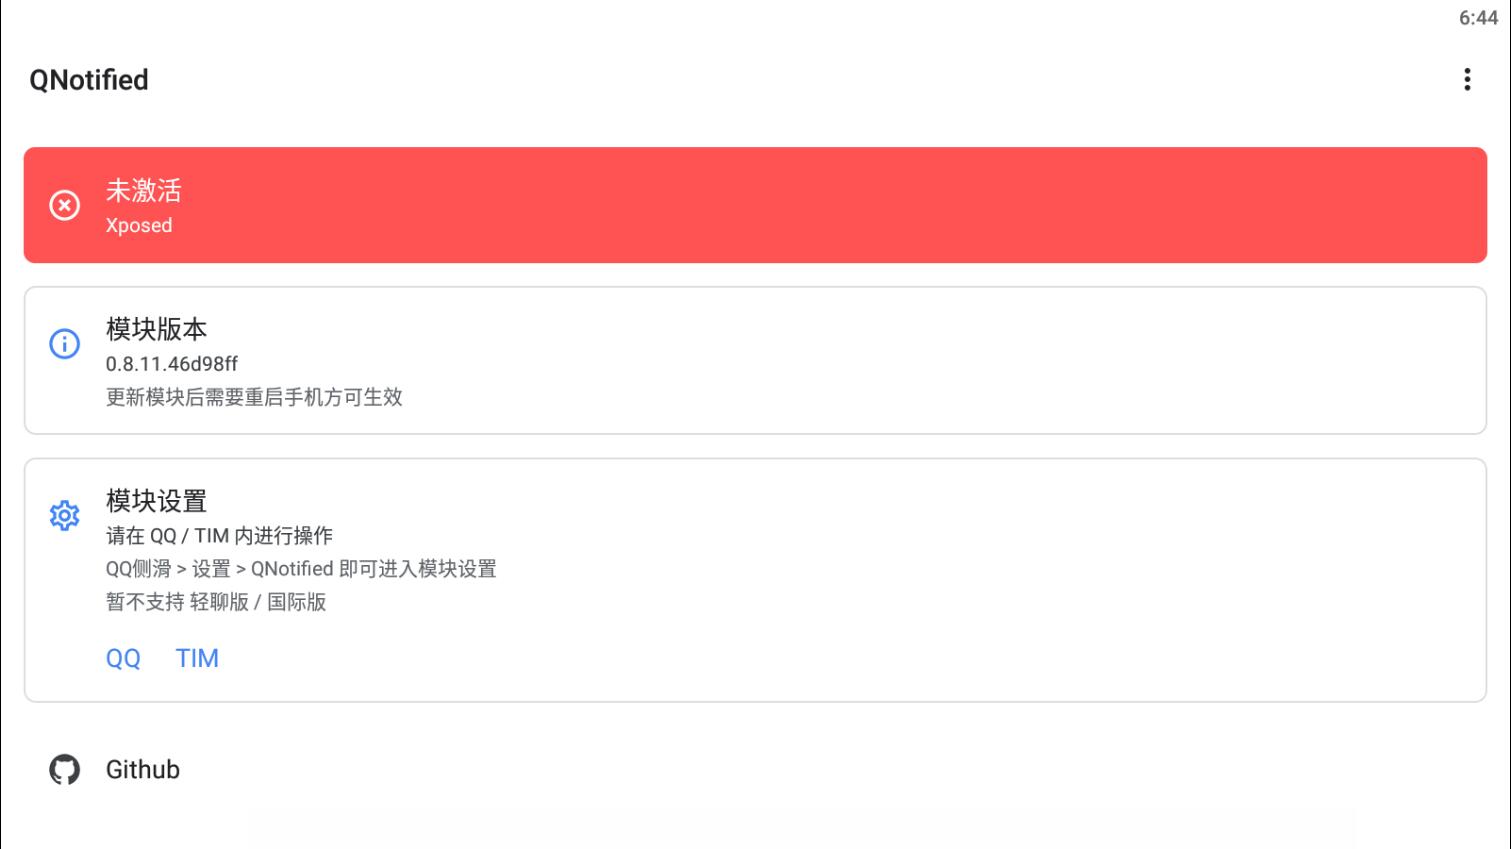 6:44
QNotified
未激活
Xposed
模块版本
0.8.11.46d98ff
更新模块后需要重启手机方可生效
模块设置
请在 QQ / TIM 内进行操作
QQ侧滑 > 设置 > QNotified 即可进入模块设置
暂不支持 轻聊版 / 国际版
QQ TIM
Github